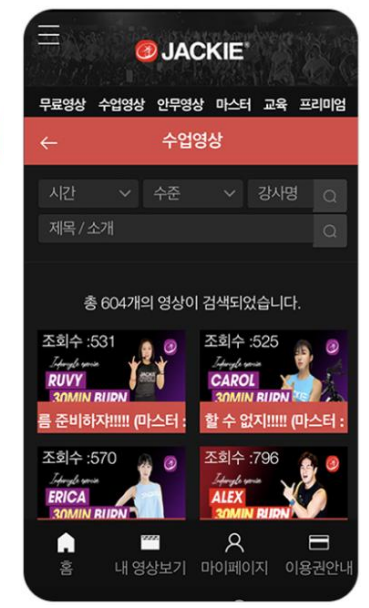 JACKIE
무료영상 수업영상 안무영상 마스터 교육 프리미엄
수업영상
시간 수준 강사명
제목 / 소개
총 604개의 영상이 검색되었습니다.
조회수 :531 조회수 :525
RUVY CAROL
30MIN BURN 30MIN BURN
름 준비하쟈!!!!! (마스터 : 할 수 없지!!!!! (마스터 :
조회수 :570 조회수 :796
ERICA ALEX
30MIN BURN 30MIN BURN
홈 내 영상보기 마이페이지 이용권안내